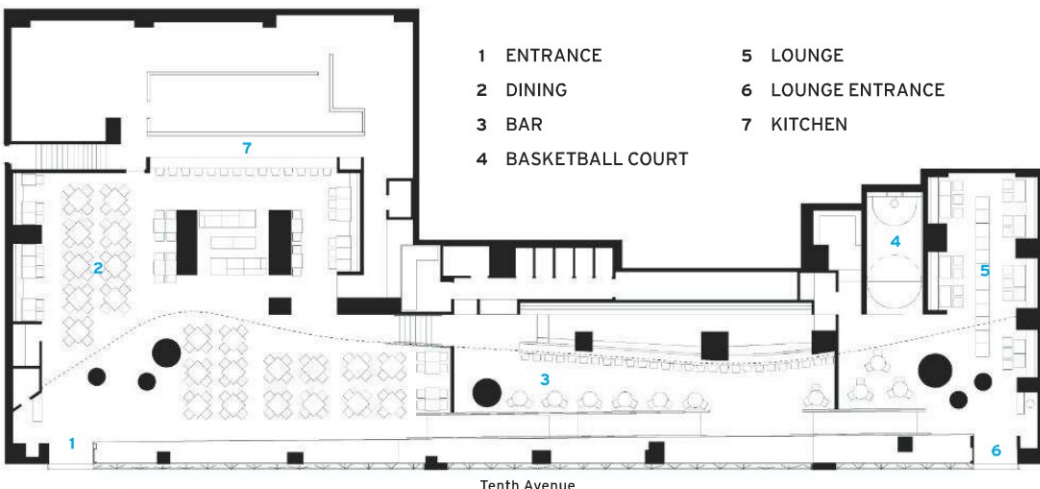 1 ENTRANCE
2 DINING
3 BAR
4 BASKETBALL COURT
5 LOUNGE
6 LOUNGE ENTRANCE
7 KITCHEN
7
4
2
5
3
1
6
Tenth Avenue